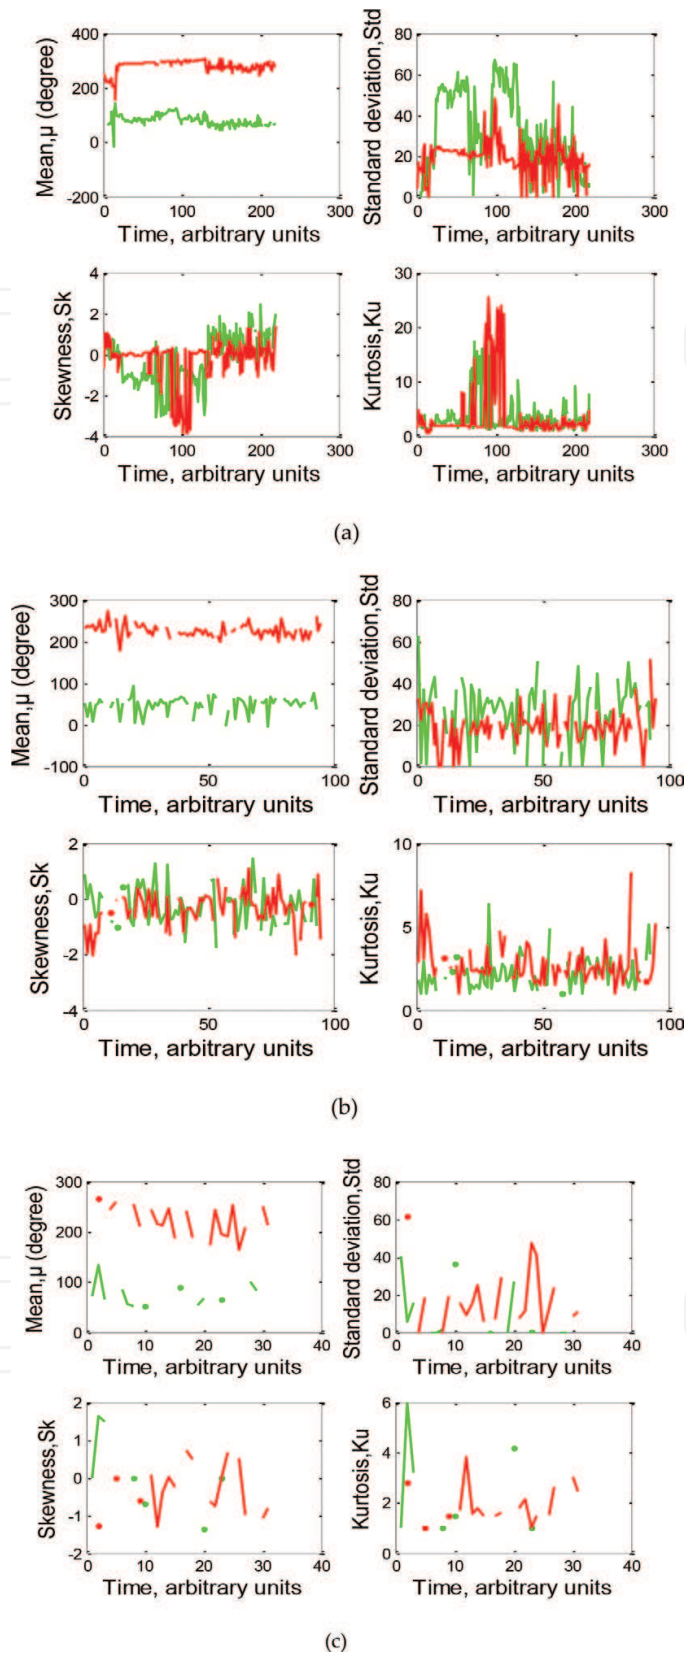 Mean,µ (degree)
400
200
0
-200
0 100 200 300
Time, arbitrary units
Standard deviation,Std
80
60
40
20
0
0 100 200 300
Time, arbitrary units
Skewness,Sk
4
2
0
-2
-4
0 100 200 300
Time, arbitrary units
Kurtosis,Ku
30
20
10
0
0 100 200 300
Time, arbitrary units
(a)
Mean,µ (degree)
300
200
100
0
-100
0 50 100
Time, arbitrary units
Standard deviation,Std
80
60
40
20
0
0 50 100
Time, arbitrary units
Skewness,Sk
2
0
-2
-4
0 50 100
Time, arbitrary units
Kurtosis,Ku
10
5
0
0 50 100
Time, arbitrary units
(b)
Mean,µ (degree)
300
200
100
0
0 10 20 30 40
Time, arbitrary units
Standard deviation,Std
80
60
40
20
0
0 10 20 30 40
Time, arbitrary units
Skewness,Sk
2
1
0
-1
-2
0 10 20 30 40
Time, arbitrary units
Kurtosis,Ku
6
4
2
0
0 10 20 30 40
Time, arbitrary units
(c)